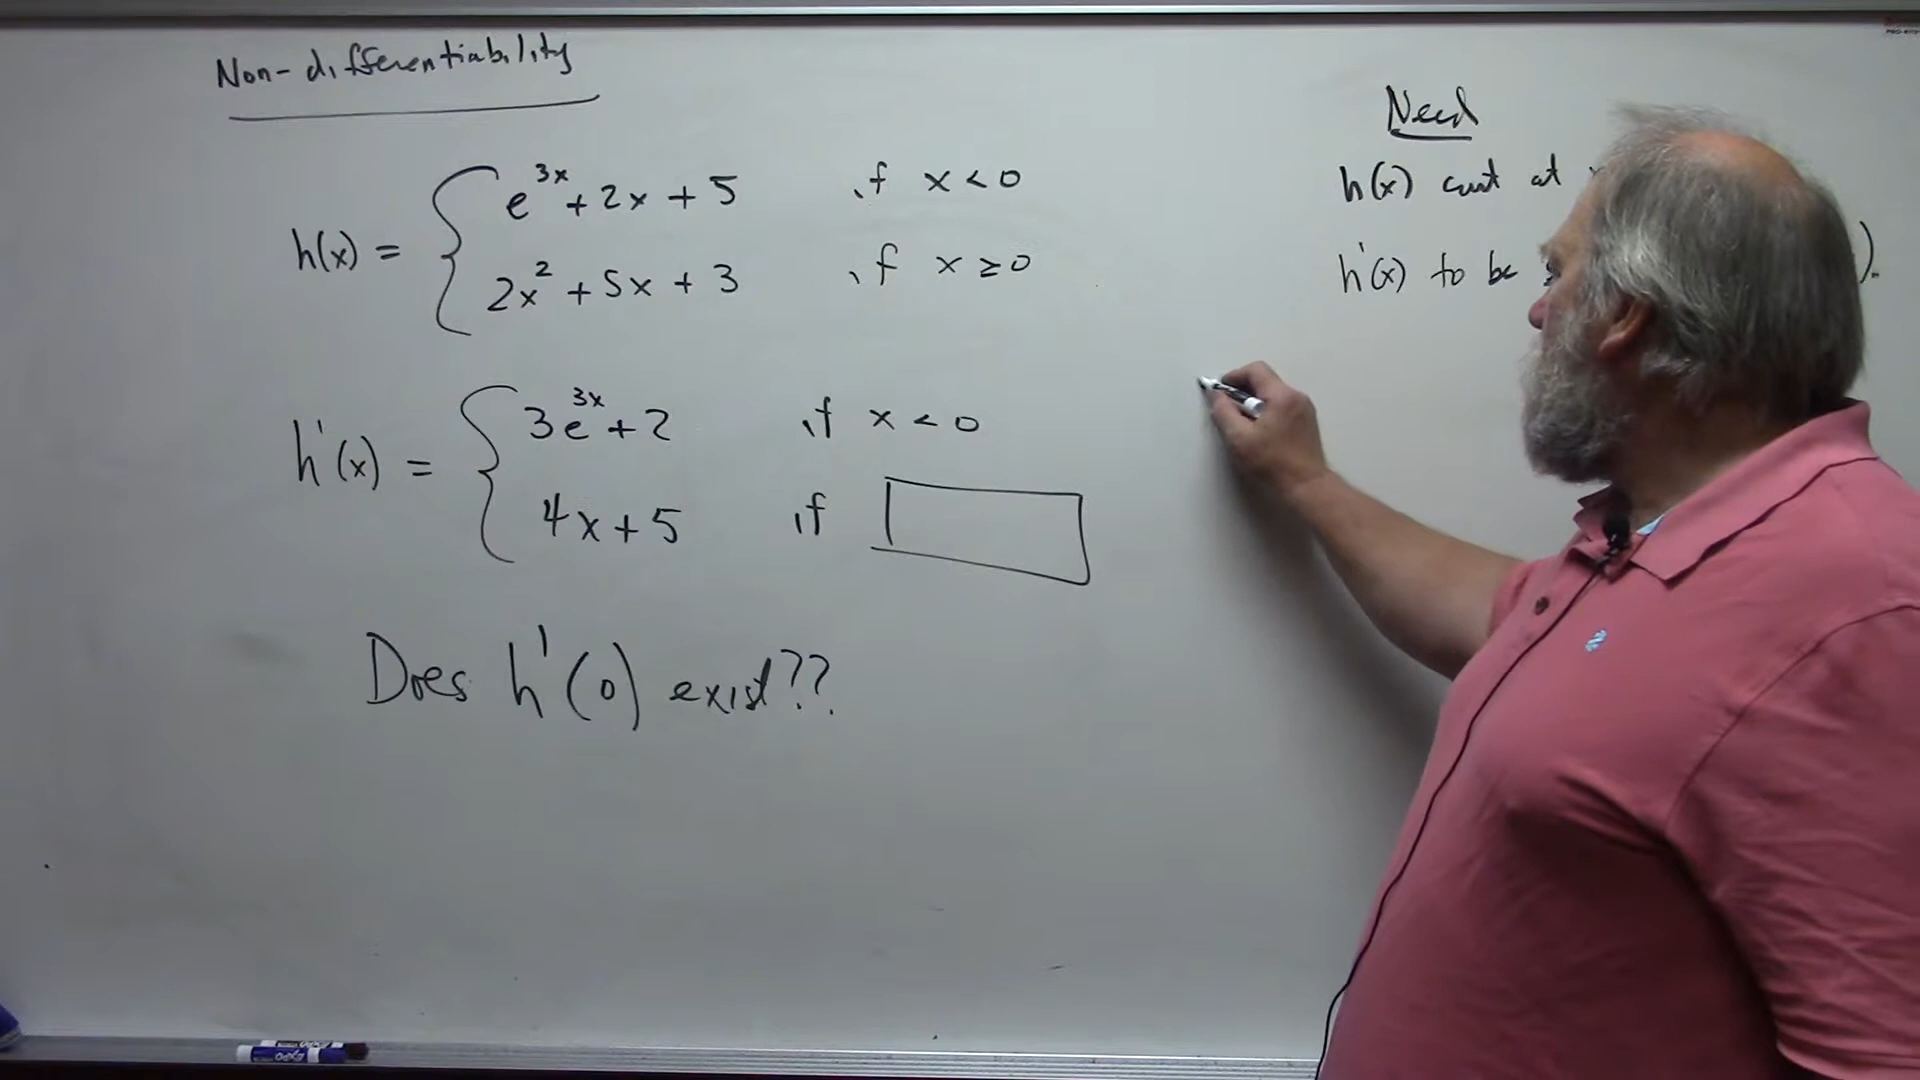 Non-differentiability
h(x) = { e^{3x} + 2x + 5 if x < 0
2x^2 + 5x + 3 if x ≥ 0
h'(x) = { 3e^{3x} + 2 if x < 0
4x + 5 if
Does h'(0) exist??
Need
h(x) cont at
h'(x) to be
).
EXPO